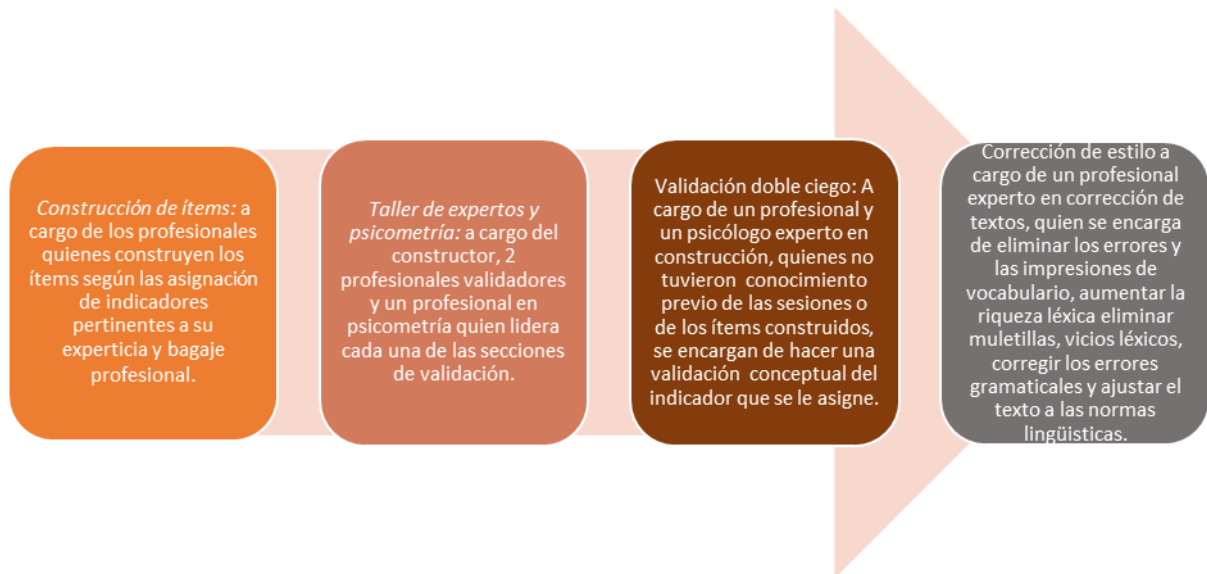 Construcción de ítems: a
cargo de los profesionales
quienes construyen los
ítems según las asignación
de indicadores
pertinentes a su
experticia y bagaje
profesional.
Taller de expertos y
psicometría: a cargo del
constructor, 2
profesionales validadores
y un profesional en
psicometría quien lidera
cada una de las secciones
de validación.
Validación doble ciego: A
cargo de un profesional y
un psicólogo experto en
construcción, quienes no
tuvieron conocimiento
previo de las sesiones o
de los ítems construidos,
se encargan de hacer una
validación conceptual del
indicador que se le asigne.
Corrección de estilo a
cargo de un profesional
experto en corrección de
textos, quien se encarga
de eliminar los errores y
las impresiones de
vocabulario, aumentar la
riqueza léxica eliminar
muletillas, vicios léxicos,
corregir los errores
gramaticales y ajustar el
texto a las normas
lingüisticas.